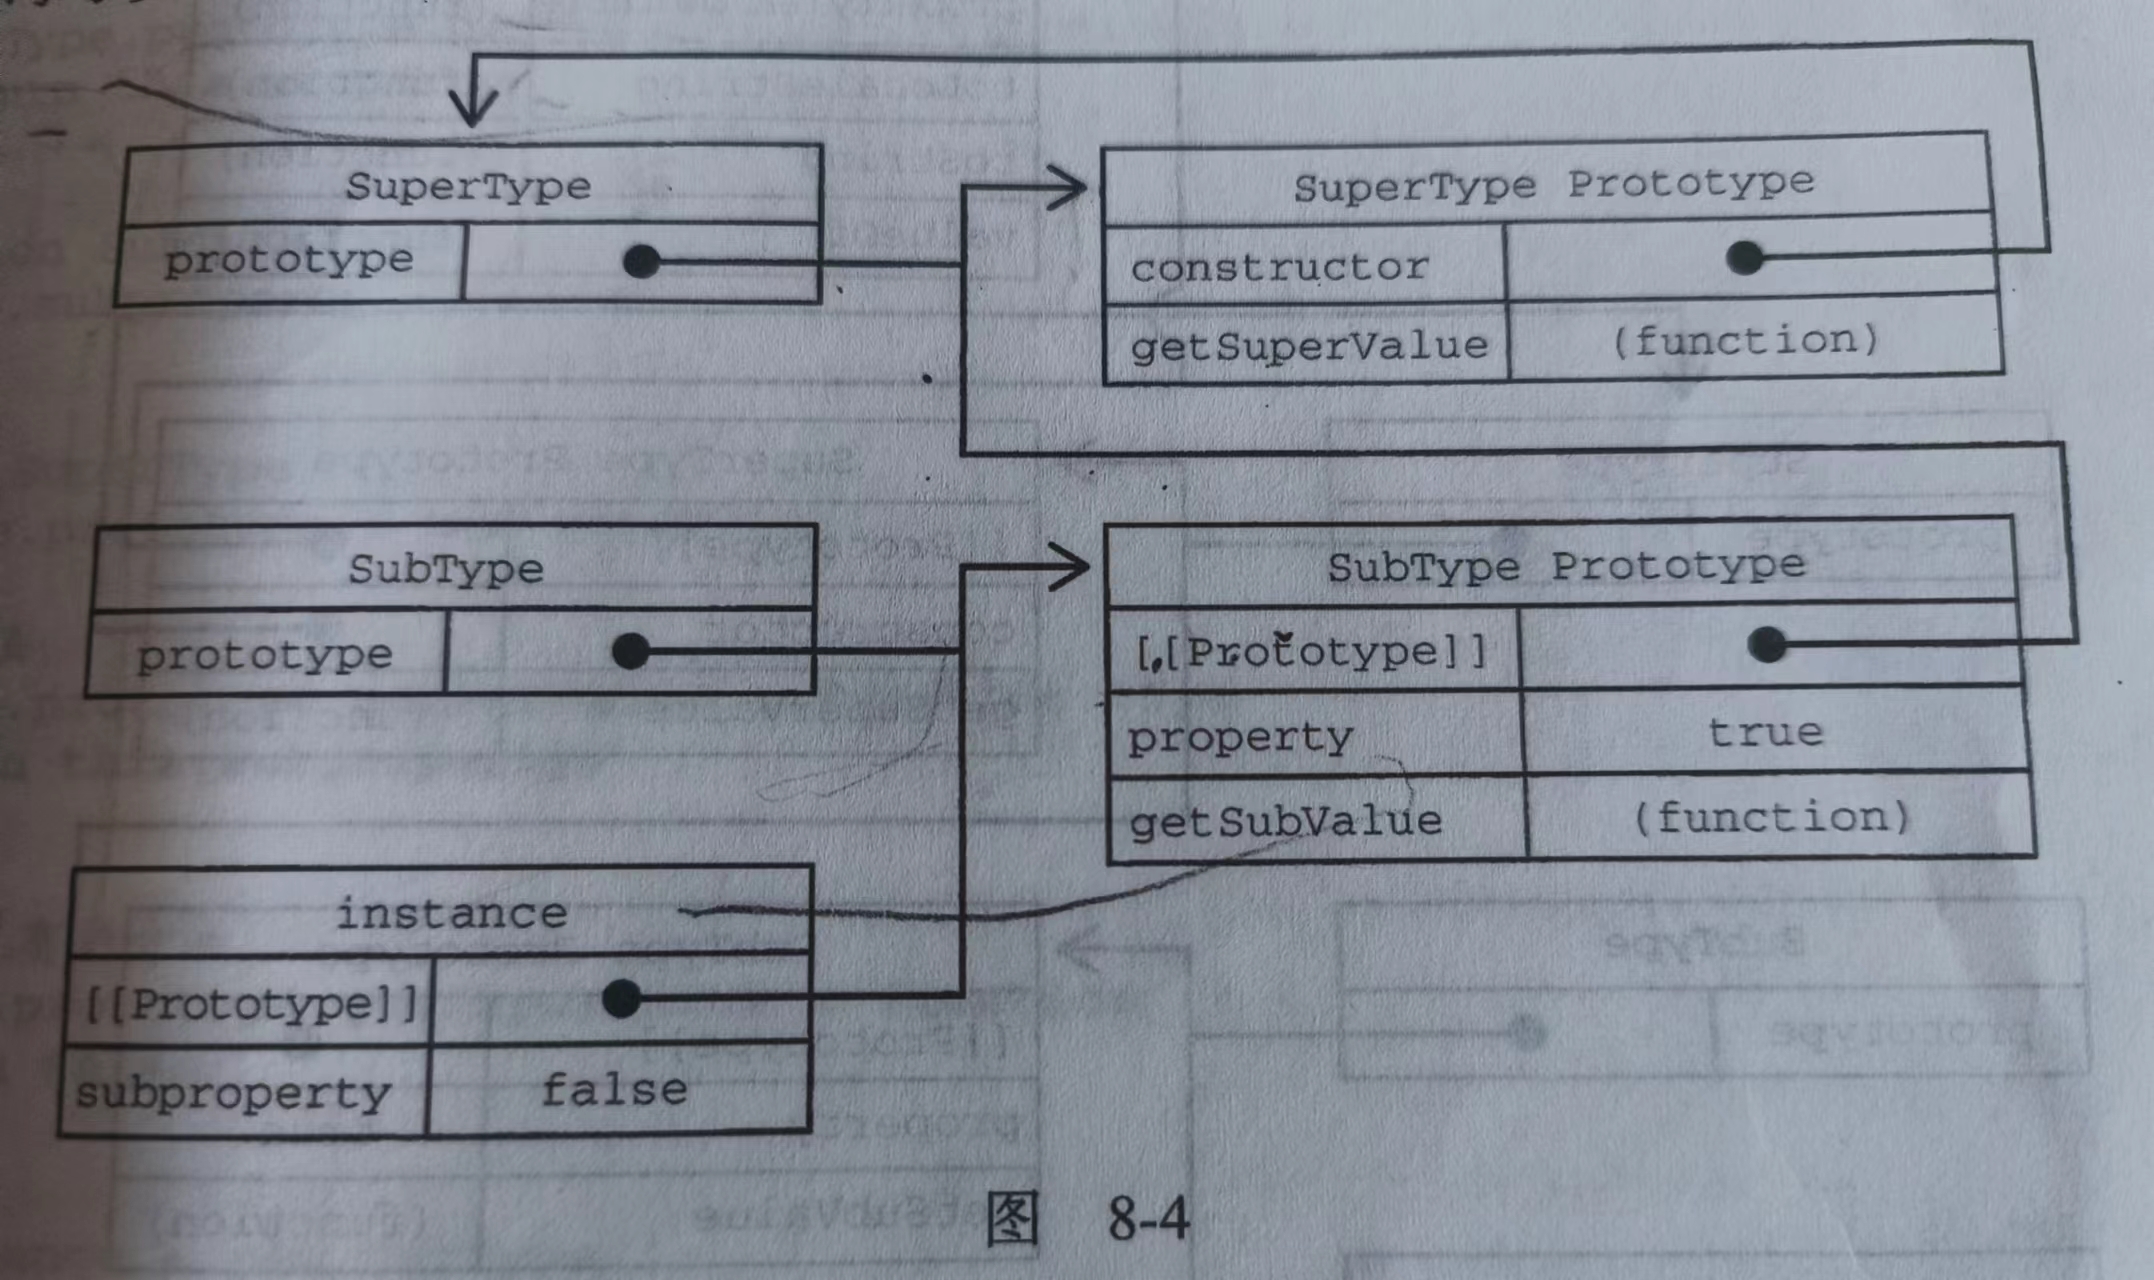 SuperType
prototype
SuperType Prototype
constructor
getSuperValue (function)
SubType
prototype
SubType Prototype
[[Prototype]]
property true
getSubValue (function)
instance
[[Prototype]]
subproperty false
图 8-4